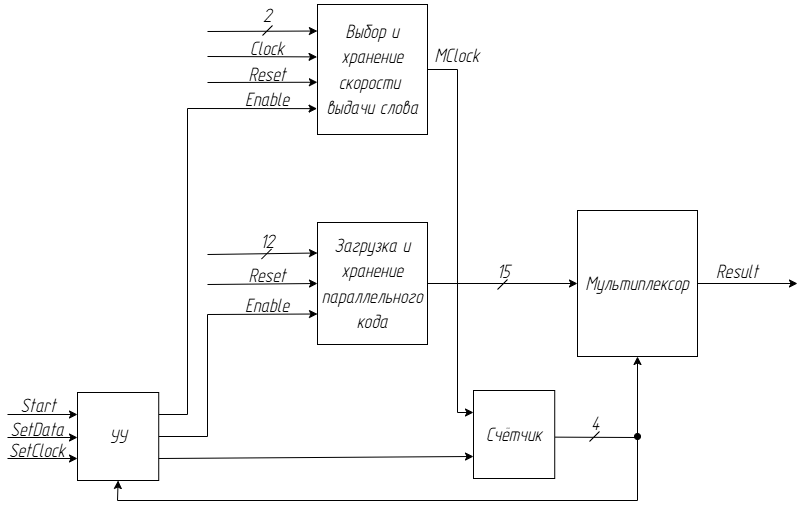 2
Clock
Reset
Enable
Выбор и
хранение
скорости
выдачи слова
MClock
12
Reset
Enable
Загрузка и
хранение
параллельного
кода
15
Мультиплексор
Result
Start
SetData
SetClock
УУ
Счётчик
4